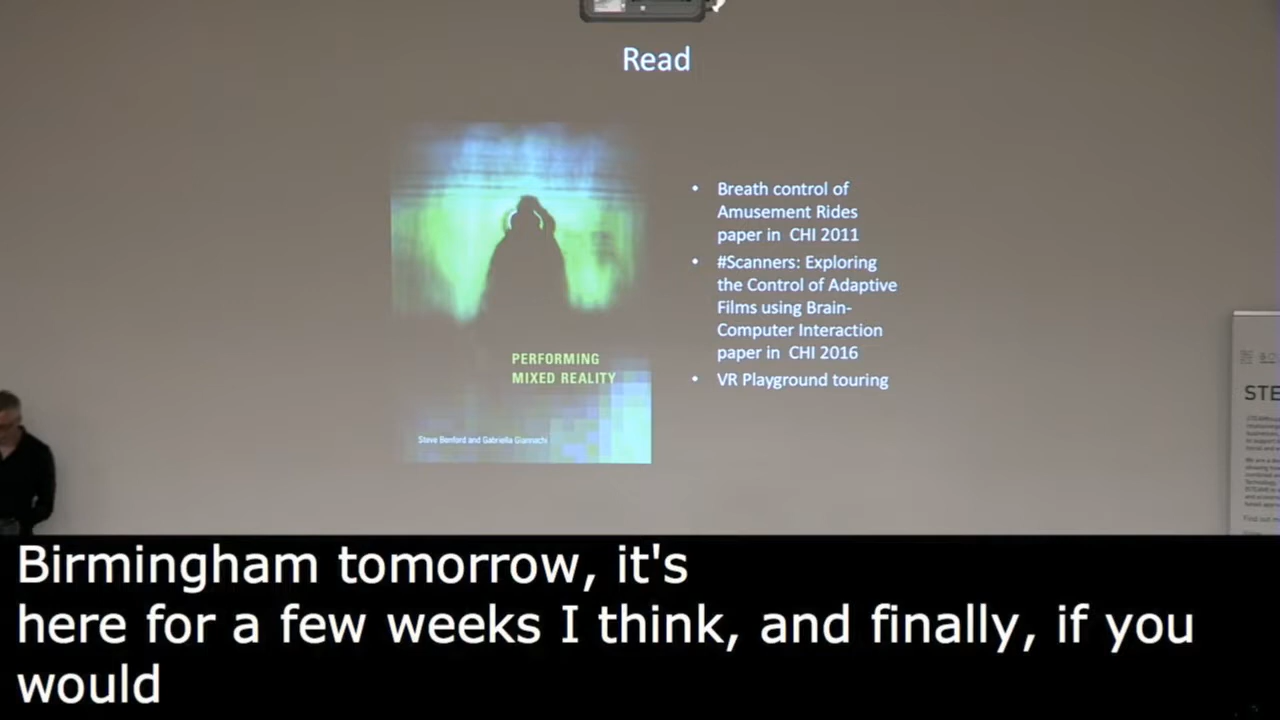 Read
PERFORMING
MIXED REALITY
Steve Benford and Gabriella Giannachi
• Breath control of
Amusement Rides
paper in CHI 2011
• #Scanners: Exploring
the Control of Adaptive
Films using Brain-
Computer Interaction
paper in CHI 2016
• VR Playground touring
STE
Birmingham tomorrow, it's
here for a few weeks I think, and finally, if you
would